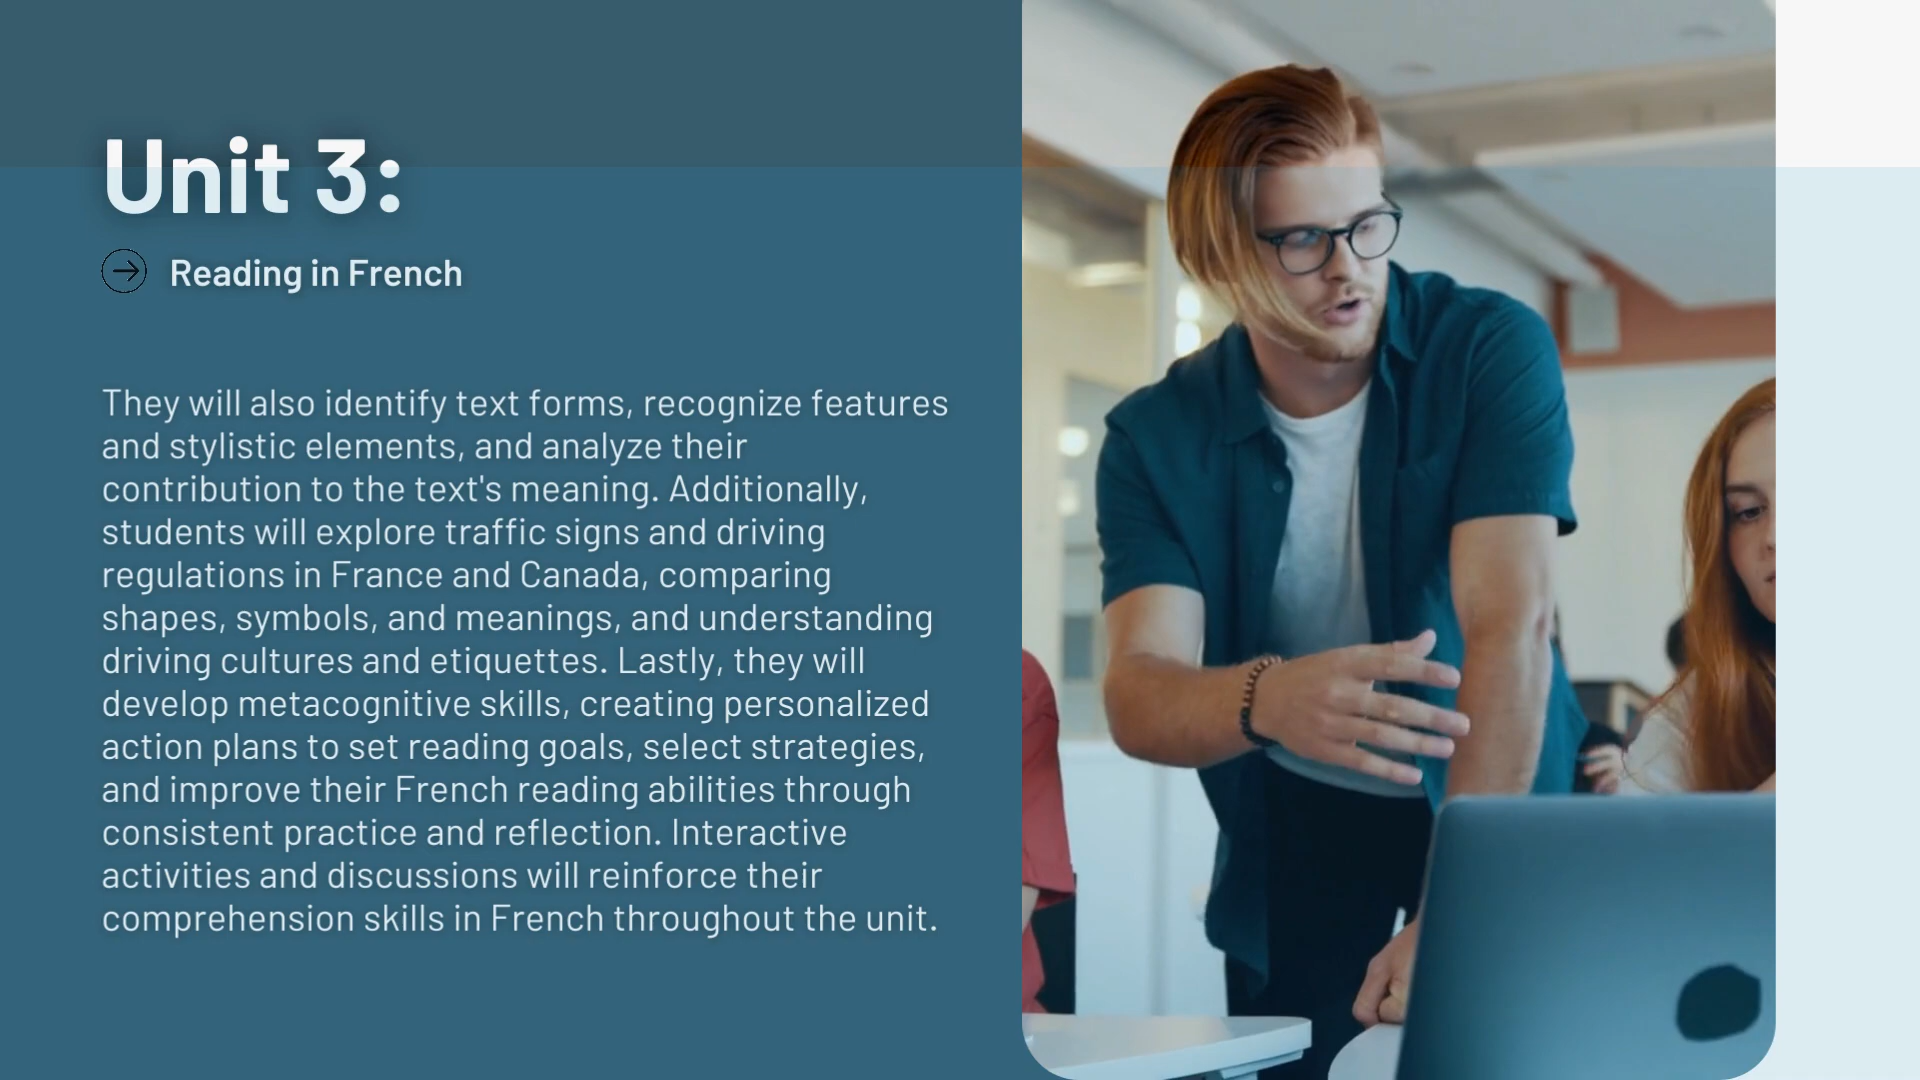 Unit 3:
Reading in French
They will also identify text forms, recognize features
and stylistic elements, and analyze their
contribution to the text's meaning. Additionally,
students will explore traffic signs and driving
regulations in France and Canada, comparing
shapes, symbols, and meanings, and understanding
driving cultures and etiquettes. Lastly, they will
develop metacognitive skills, creating personalized
action plans to set reading goals, select strategies,
and improve their French reading abilities through
consistent practice and reflection. Interactive
activities and discussions will reinforce their
comprehension skills in French throughout the unit.